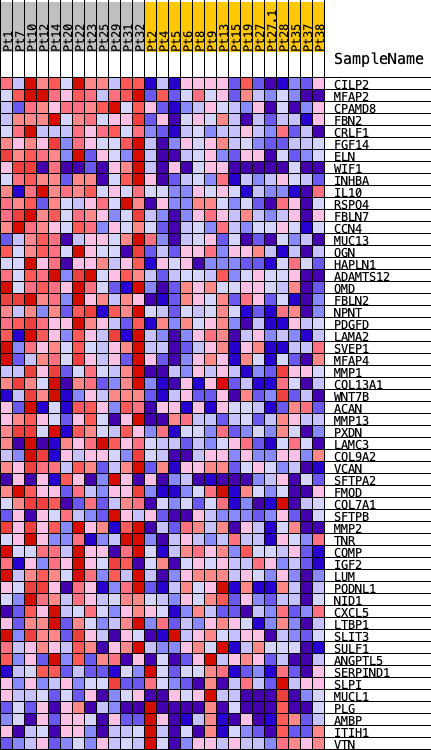 Pt1
Pt7
Pt10
Pt12
Pt14
Pt20
Pt22
Pt23
Pt25
Pt29
Pt31
Pt32
Pt2
Pt4
Pt5
Pt6
Pt8
Pt9
Pt13
Pt15
Pt19
Pt27
Pt27.1
Pt28
Pt35
Pt37
Pt38
SampleName
CILP2
MFAP2
CPAMD8
FBN2
CRLF1
FGF14
ELN
WIF1
INHBA
IL10
RSPO4
FBLN7
CCN4
MUC13
OGN
HAPLN1
ADAMTS12
OMD
FBLN2
NPNT
PDGFD
LAMA2
SVEP1
MFAP4
MMP1
COL13A1
WNT7B
ACAN
MMP13
PXDN
LAMC3
COL9A2
VCAN
SFTPA2
FMOD
COL7A1
SFTPB
MMP2
TNR
COMP
IGF2
LUM
PODNL1
NID1
CXCL5
LTBP1
SLIT3
SULF1
ANGPTL5
SERPIND1
SLPI
MUCL1
PLG
AMBP
ITIH1
VTN